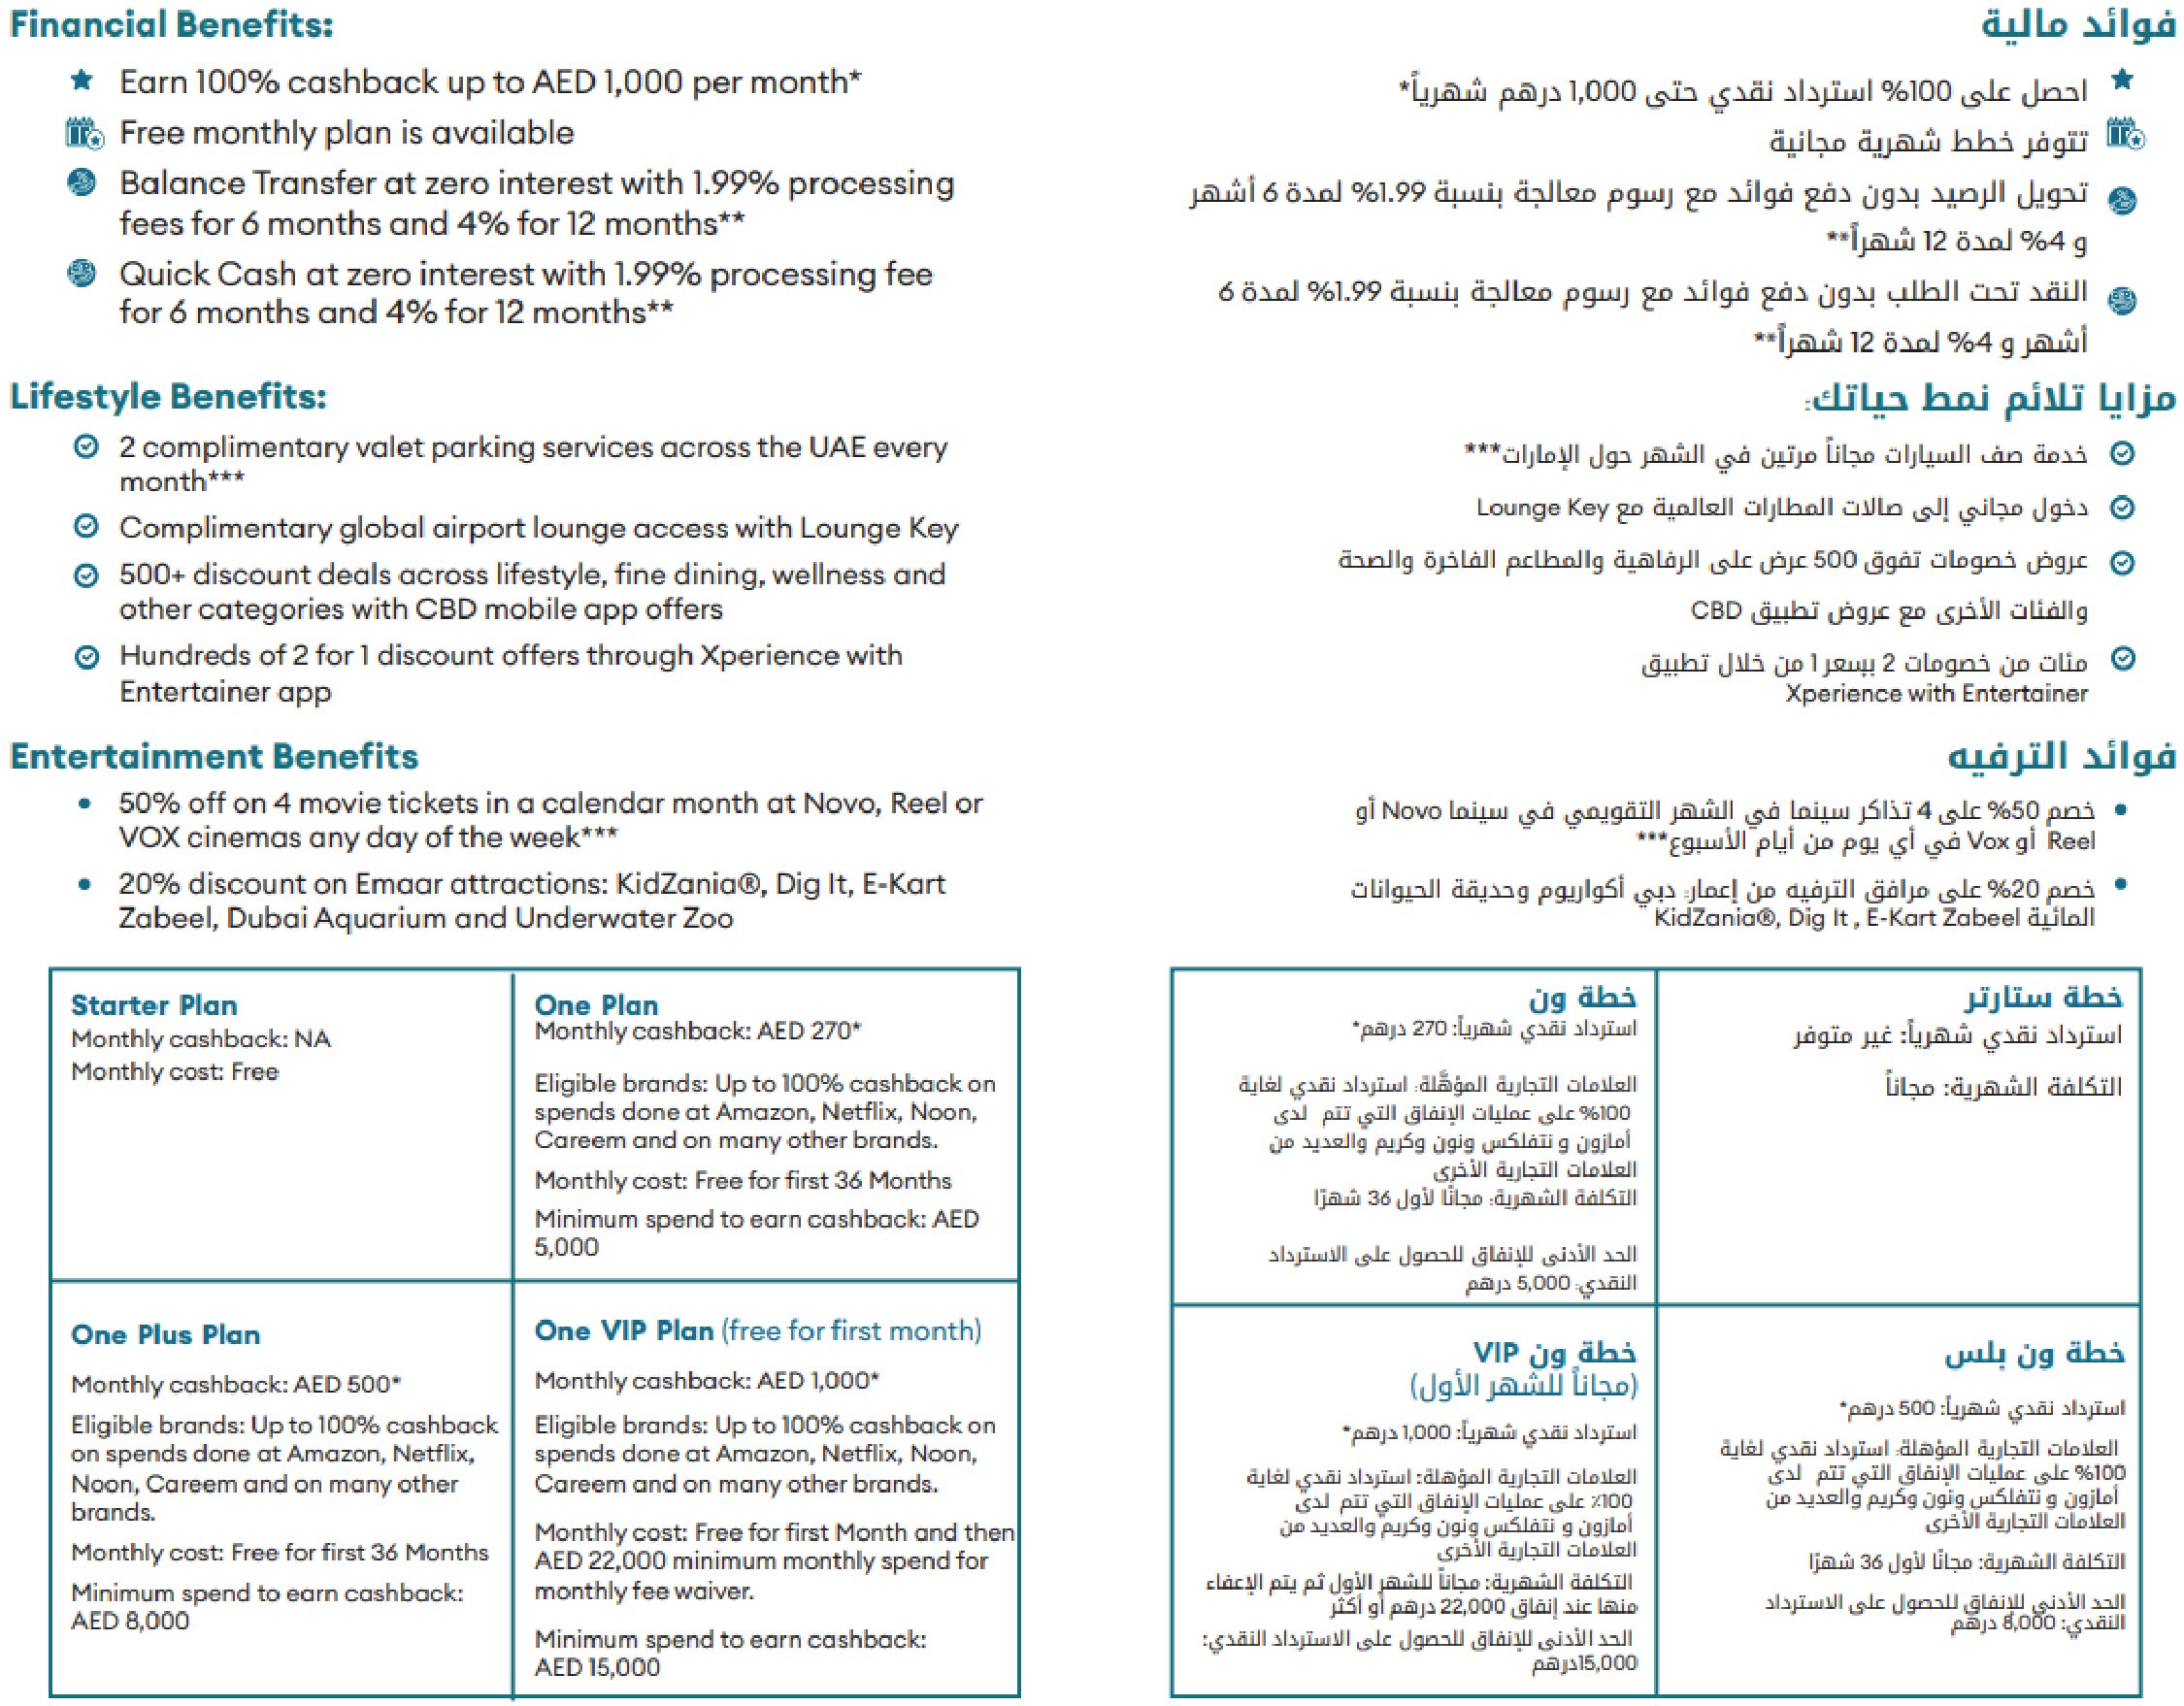 Financial Benefits:
Earn 100% cashback up to AED 1,000 per month*
Free monthly plan is available
Balance Transfer at zero interest with 1.99% processing
fees for 6 months and 4% for 12 months**
Quick Cash at zero interest with 1.99% processing fee
for 6 months and 4% for 12 months**
Lifestyle Benefits:
2 complimentary valet parking services across the UAE every
month***
Complimentary global airport lounge access with Lounge Key
500+ discount deals across lifestyle, fine dining, wellness and
other categories with CBD mobile app offers
Hundreds of 2 for 1 discount offers through Xperience with
Entertainer app
Entertainment Benefits
50% off on 4 movie tickets in a calendar month at Novo, Reel or
VOX cinemas any day of the week***
20% discount on Emaar attractions: KidZania®, Dig It, E-Kart
Zabeel, Dubai Aquarium and Underwater Zoo
Starter Plan
Monthly cashback: NA
Monthly cost: Free
One Plan
Monthly cashback: AED 270*
Eligible brands: Up to 100% cashback on
spends done at Amazon, Netflix, Noon,
Careem and on many other brands.
Monthly cost: Free for first 36 Months
Minimum spend to earn cashback: AED
5,000
One Plus Plan
Monthly cashback: AED 500*
Eligible brands: Up to 100% cashback
on spends done at Amazon, Netflix,
Noon, Careem and on many other
brands.
Monthly cost: Free for first 36 Months
Minimum spend to earn cashback:
AED 8,000
One VIP Plan (free for first month)
Monthly cashback: AED 1,000*
Eligible brands: Up to 100% cashback on
spends done at Amazon, Netflix, Noon,
Careem and on many other brands.
Monthly cost: Free for first Month and then
AED 22,000 minimum monthly spend for
monthly fee waiver.
Minimum spend to earn cashback:
AED 15,000
فوائد مالية
احصل على 100% استرداد نقدي حتى 1,000 درهم شهرياً*
تتوفر خطط شهرية مجانية
تحويل الرصيد بدون دفع فوائد مع رسوم معالجة بنسبة 1.99% لمدة 6 أشهر
و 4% لمدة 12 شهراً**
النقد تحت الطلب بدون دفع فوائد مع رسوم معالجة بنسبة 1.99% لمدة 6
أشهر و 4% لمدة 12 شهراً**
مزايا تلائم نمط حياتك:
خدمة صف السيارات مجاناً مرتين في الشهر حول الإمارات***
دخول مجاني إلى صالات المطارات العالمية مع Lounge Key
عروض خصومات تفوق 500 عرض على الرفاهية والمطاعم الفاخرة والصحة
والفئات الأخرى مع عروض تطبيق CBD
مئات من خصومات 2 بسعر 1 من خلال تطبيق
Xperience with Entertainer
فوائد الترفيه
خصم 50% على 4 تذاكر سينما في الشهر التقويمي في سينما Novo أو
Reel أو Vox في أي يوم من أيام الأسبوع***
خصم 20% على مرافق الترفيه من إعمار: دبي أكواريوم وحديقة الحيوانات
المائية KidZania®, Dig It , E-Kart Zabeel
خطة ستارتر
استرداد نقدي شهرياً: غير متوفر
التكلفة الشهرية: مجاناً
خطة ون
استرداد نقدي شهرياً: 270 درهم*
العلامات التجارية المؤهَّلة: استرداد نقدي لغاية
100% على عمليات الإنفاق التي تتم لدى
أمازون و نتفلكس ونون وكريم والعديد من
العلامات التجارية الأخرى
التكلفة الشهرية: مجانًا لأول 36 شهرًا
الحد الأدنى للإنفاق للحصول على الاسترداد
النقدي: 5,000 درهم
خطة ون بلس
استرداد نقدي شهرياً: 500 درهم*
العلامات التجارية المؤهلة: استرداد نقدي لغاية
100% على عمليات الإنفاق التي تتم لدى
أمازون و نتفلكس ونون وكريم والعديد من
العلامات التجارية الأخرى
التكلفة الشهرية: مجانًا لأول 36 شهرًا
الحد الأدنى للإنفاق للحصول على الاسترداد
النقدي: 8,000 درهم
خطة ون VIP
(مجاناً للشهر الأول)
استرداد نقدي شهرياً: 1,000 درهم*
العلامات التجارية المؤهلة: استرداد نقدي لغاية
100٪ على عمليات الإنفاق التي تتم لدى
أمازون و نتفلكس ونون وكريم والعديد من
العلامات التجارية الأخرى
التكلفة الشهرية: مجاناً للشهر الأول ثم يتم الإعفاء
منها عند إنفاق 22,000 درهم أو أكثر
الحد الأدنى للإنفاق للحصول على الاسترداد النقدي:
15,000درهم